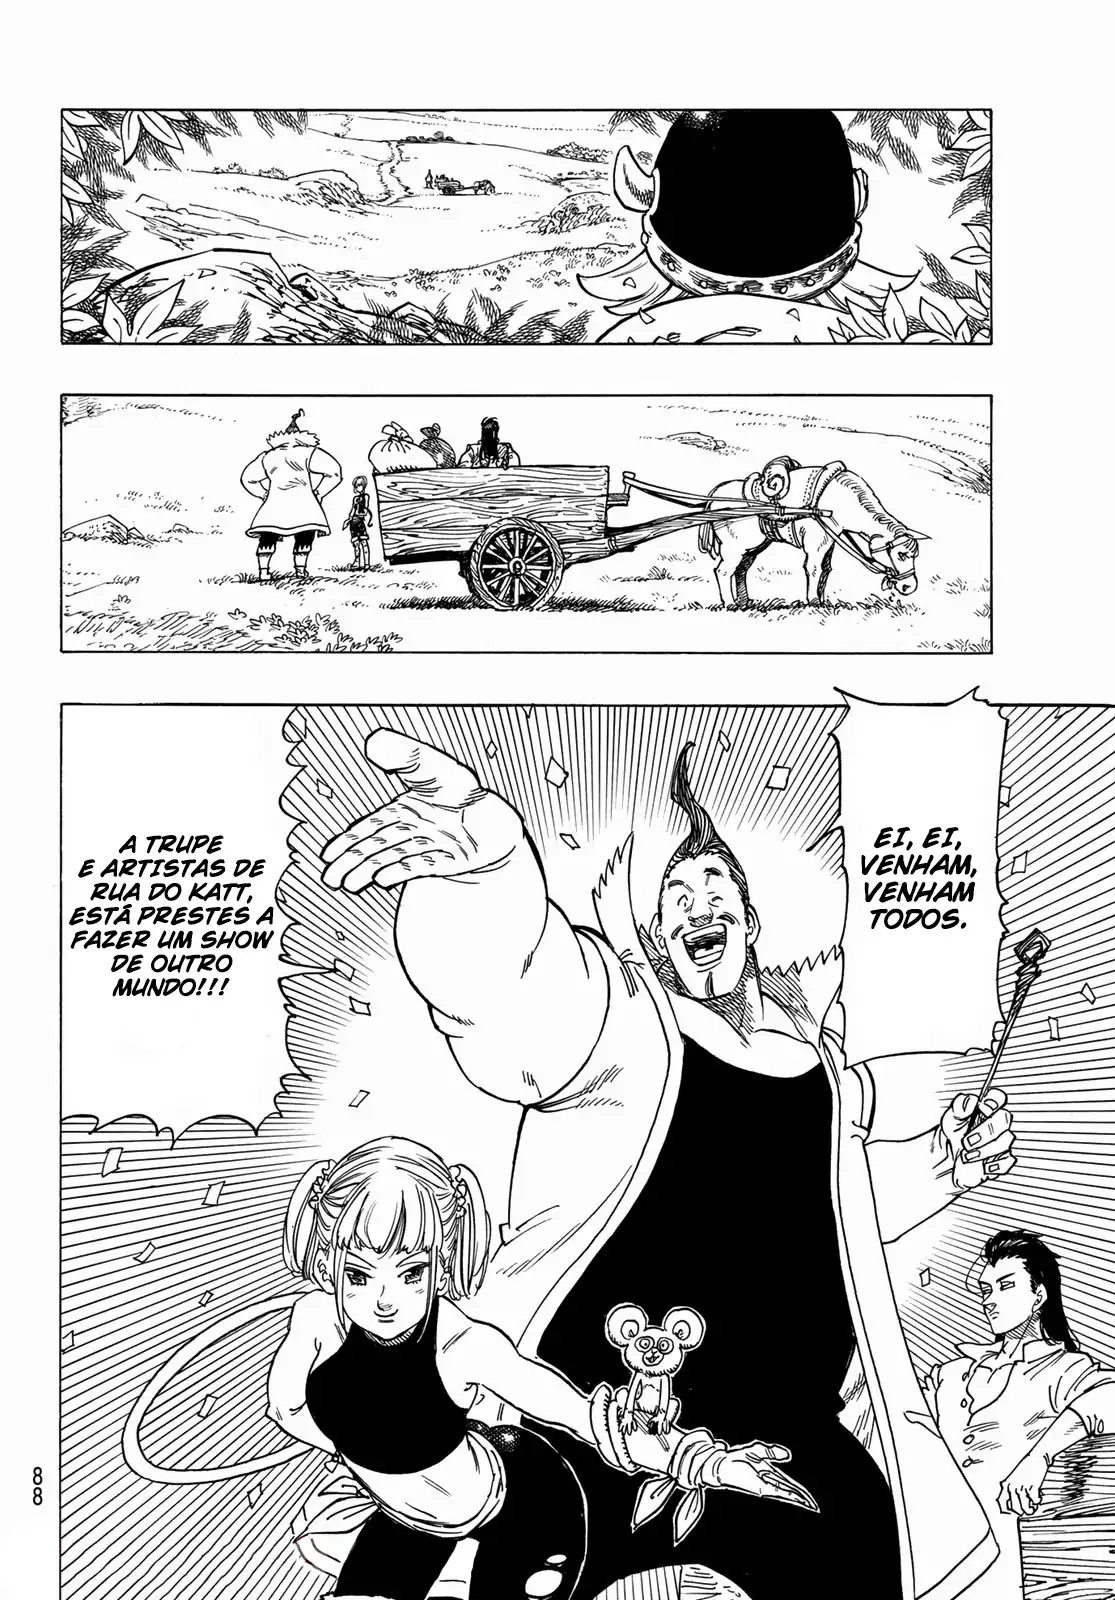 EI, EI,
VENHAM,
VENHAM
TODOS.
A TRUPE
E ARTISTAS DE
RUA DO KATT,
ESTÁ PRESTES A
FAZER UM SHOW
DE OUTRO
MUNDO!!!
88